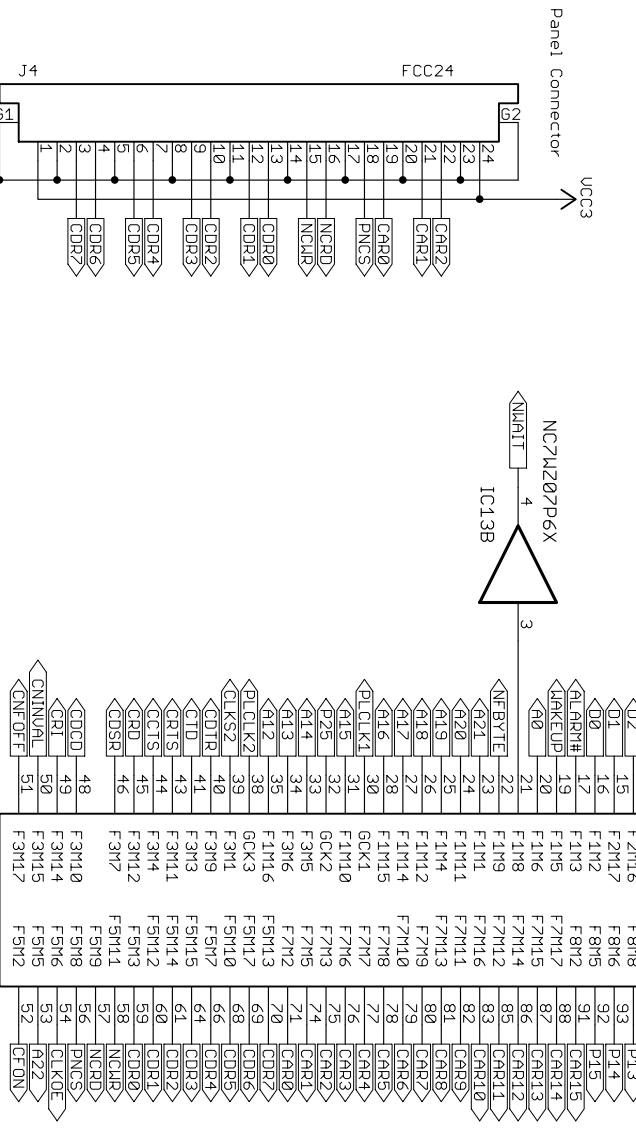 Panel Connector
VCC3
G2
FCC24
24
23
22 CAR2
21 CAR1
20
19 CAR0
18 PNCS
17
16 NCRD
15 NCWR
14
13 CDR0
12 CDR1
11
10 CDR2
9 CDR3
8
7 CDR4
6 CDR5
5
4 CDR6
3 CDR7
2
1
G1
J4
NC7WZ07P6X
NWAIT 4 3
IC13B
F8M8 P13
D1 15 F2M17 F8M6 93 P14
D0 16 F1M2 F8M5 92 P15
ALARM# 17 F1M3 F8M2 91 CAR15
WAKEUP 19 F1M5 F7M17 88 CAR14
A0 20 F1M6 F7M15 87 CAR13
21 F1M8 F7M14 86 CAR12
NFBYTE 22 F1M9 F7M12 85 CAR11
A21 23 F1M1 F7M16 83 CAR10
A20 24 F1M11 F7M11 82 CAR9
A19 25 F1M4 F7M13 81 CAR8
A18 26 F1M12 F7M9 80 CAR7
A17 27 F1M14 F7M10 79 CAR6
A16 28 F1M15 F7M8 78 CAR5
PLCLK1 30 GCK1 F7M7 77 CAR4
A15 31 F1M10 F7M6 76 CAR3
P25 32 GCK2 F7M3 75 CAR2
A14 33 F3M5 F7M5 74 CAR1
A13 34 F3M6 F7M2 71 CAR0
A12 35 F1M16 F5M13 70 CDR7
PLCLK2 38 GCK3 F5M17 69 CDR6
CLKS2 39 F3M1 F5M10 68 CDR5
CDTR 40 F3M9 F5M7 66 CDR4
CTD 41 F3M3 F5M15 64 CDR3
CRTS 43 F3M11 F5M14 61 CDR2
CCTS 44 F3M4 F5M12 60 CDR1
CRD 45 F3M12 F5M3 59 CDR0
CDSR 46 F3M7 F5M11 58 NCWR
F5M9 57 NCRD
CDCD 48 F3M10 F5M8 56 PNCS
CRI 49 F3M14 F5M6 54 CLKOE
CNINVAL 50 F3M15 F5M5 53 A22
CNFOFF 51 F3M17 F5M2 52 CFON